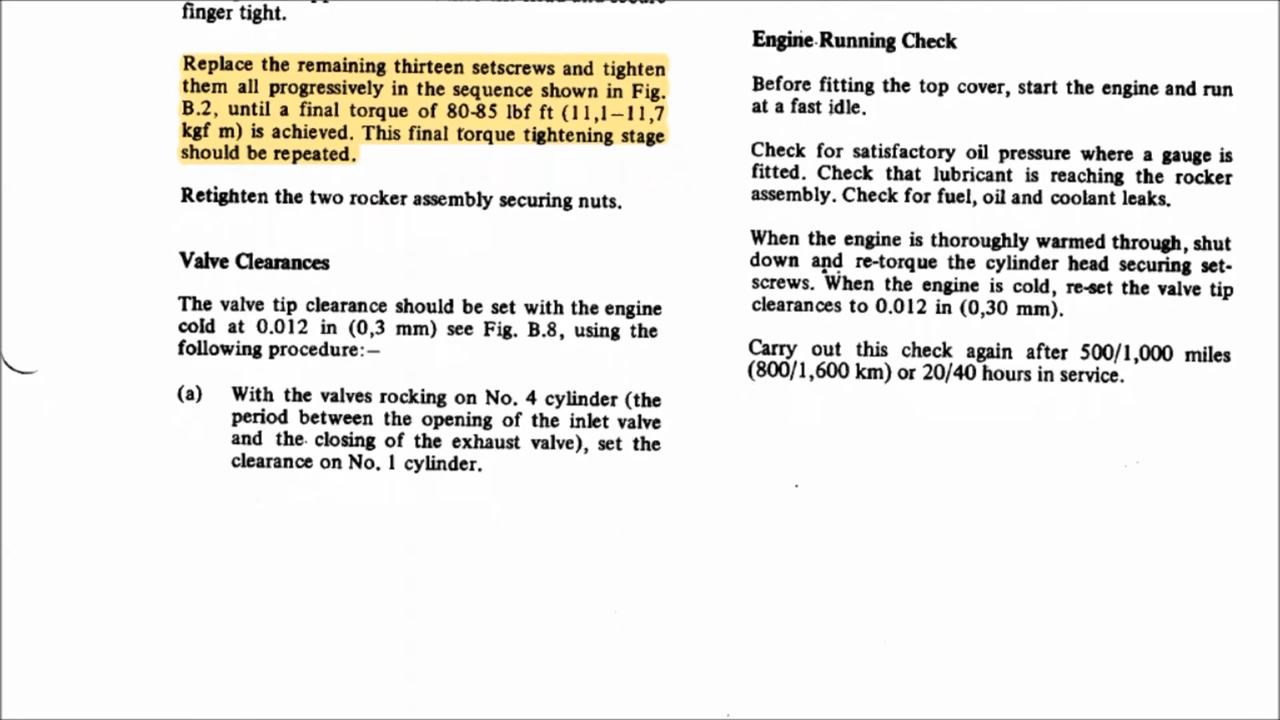 finger tight.
Replace the remaining thirteen setscrews and tighten
them all progressively in the sequence shown in Fig.
B.2, until a final torque of 80-85 lbf ft (11,1–11,7
kgf m) is achieved. This final torque tightening stage
should be repeated.
Retighten the two rocker assembly securing nuts.
Valve Clearances
The valve tip clearance should be set with the engine
cold at 0.012 in (0,3 mm) see Fig. B.8, using the
following procedure:–
(a) With the valves rocking on No. 4 cylinder (the
period between the opening of the inlet valve
and the closing of the exhaust valve), set the
clearance on No. 1 cylinder.
Engine Running Check
Before fitting the top cover, start the engine and run
at a fast idle.
Check for satisfactory oil pressure where a gauge is
fitted. Check that lubricant is reaching the rocker
assembly. Check for fuel, oil and coolant leaks.
When the engine is thoroughly warmed through, shut
down and re-torque the cylinder head securing set-
screws. When the engine is cold, re-set the valve tip
clearances to 0.012 in (0,30 mm).
Carry out this check again after 500/1,000 miles
(800/1,600 km) or 20/40 hours in service.